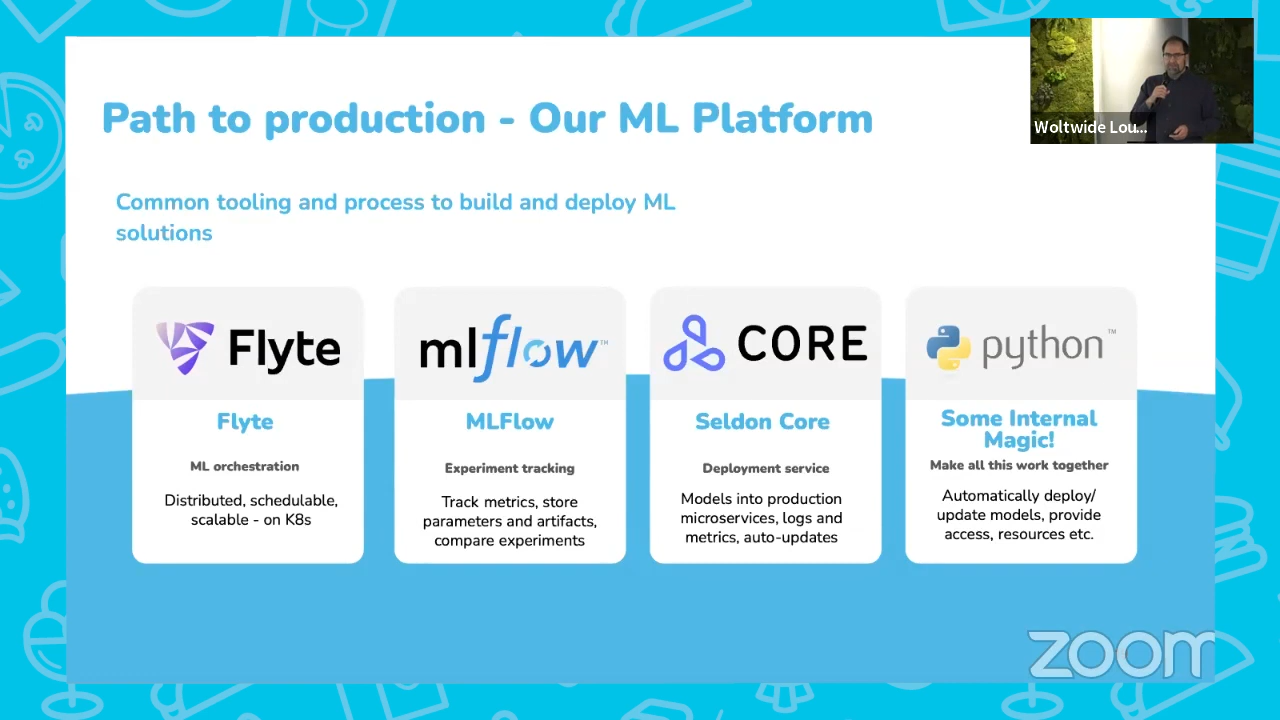 Path to production - Our ML Platform
Woltwide Lou...
Common tooling and process to build and deploy ML
solutions
Flyte
mlflow™
CORE
python™
Flyte
MLFlow
Seldon Core
Some Internal
Magic!
ML orchestration
Experiment tracking
Deployment service
Make all this work together
Distributed, schedulable,
scalable - on K8s
Track metrics, store
parameters and artifacts,
compare experiments
Models into production
microservices, logs and
metrics, auto-updates
Automatically deploy/
update models, provide
access, resources etc.
zoom